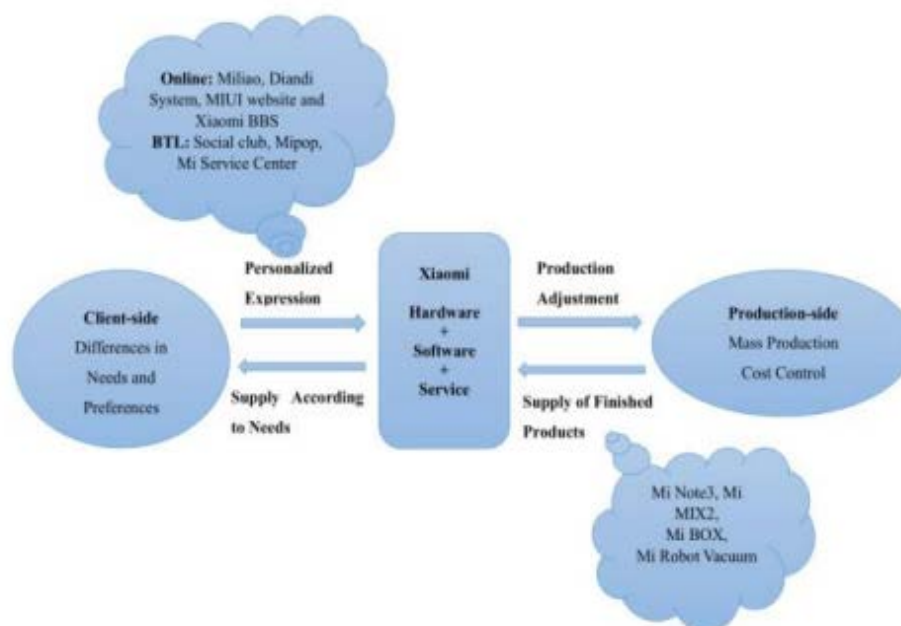 Online: Miliao, Diandi
System, MIUI website and
Xiaomi BBS
BTL: Social club, Mipop,
Mi Service Center
Personalized
Expression
Client-side
Differences in
Needs and
Preferences
Supply According
to Needs
Xiaomi
Hardware
+
Software
+
Service
Production
Adjustment
Supply of Finished
Products
Production-side
Mass Production
Cost Control
Mi Note3, Mi
MIX2,
Mi BOX,
Mi Robot Vacuum